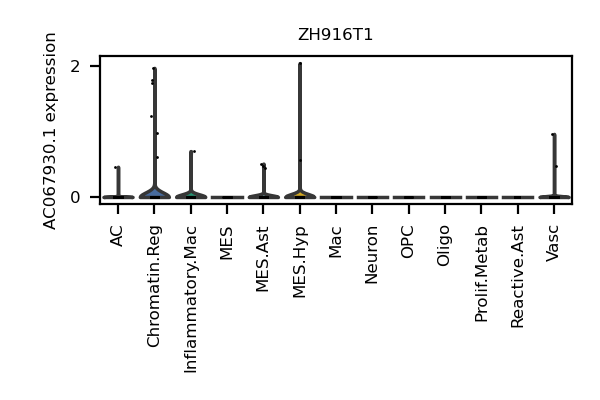 ZH916T1
AC067930.1 expression
2
0
AC
Chromatin.Reg
Inflammatory.Mac
MES
MES.Ast
MES.Hyp
Mac
Neuron
OPC
Oligo
Prolif.Metab
Reactive.Ast
Vasc